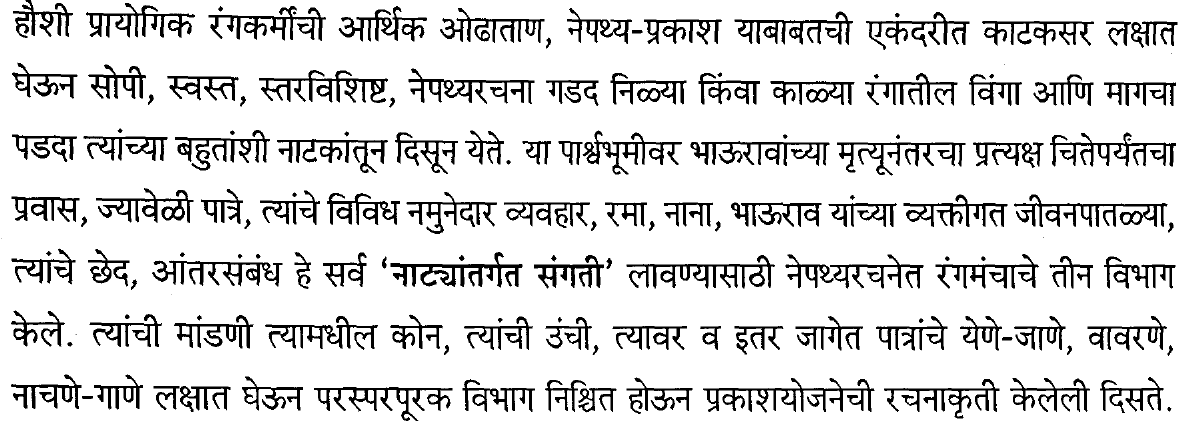 हौशी प्रायोगिक रंगकर्मींची आर्थिक ओढाताण, नेपथ्य-प्रकाश याबाबतची एकंदरीत काटकसर लक्षात
घेऊन सोपी, स्वस्त, स्तरविशिष्ट, नेपथ्यरचना गडद निळ्या किंवा काळ्या रंगातील विंगा आणि मागचा
पडदा त्यांच्या बहुतांशी नाटकांतून दिसून येते. या पार्श्वभूमीवर भाऊरावांच्या मृत्यूनंतरचा प्रत्यक्ष चितेपर्यंतचा
प्रवास, ज्यावेळी पात्रे, त्यांचे विविध नमुनेदार व्यवहार, रमा, नाना, भाऊराव यांच्या व्यक्तीगत जीवनपातळ्या,
त्यांचे छेद, आंतरसंबंध हे सर्व ‘नाट्यांतर्गत संगती’ लावण्यासाठी नेपथ्यरचनेत रंगमंचाचे तीन विभाग
केले. त्यांची मांडणी त्यामधील कोन, त्यांची उंची, त्यावर व इतर जागेत पात्रांचे येणे-जाणे, वावरणे,
नाचणे-गाणे लक्षात घेऊन परस्परपूरक विभाग निश्चित होऊन प्रकाशयोजनेची रचनाकृती केलेली दिसते.